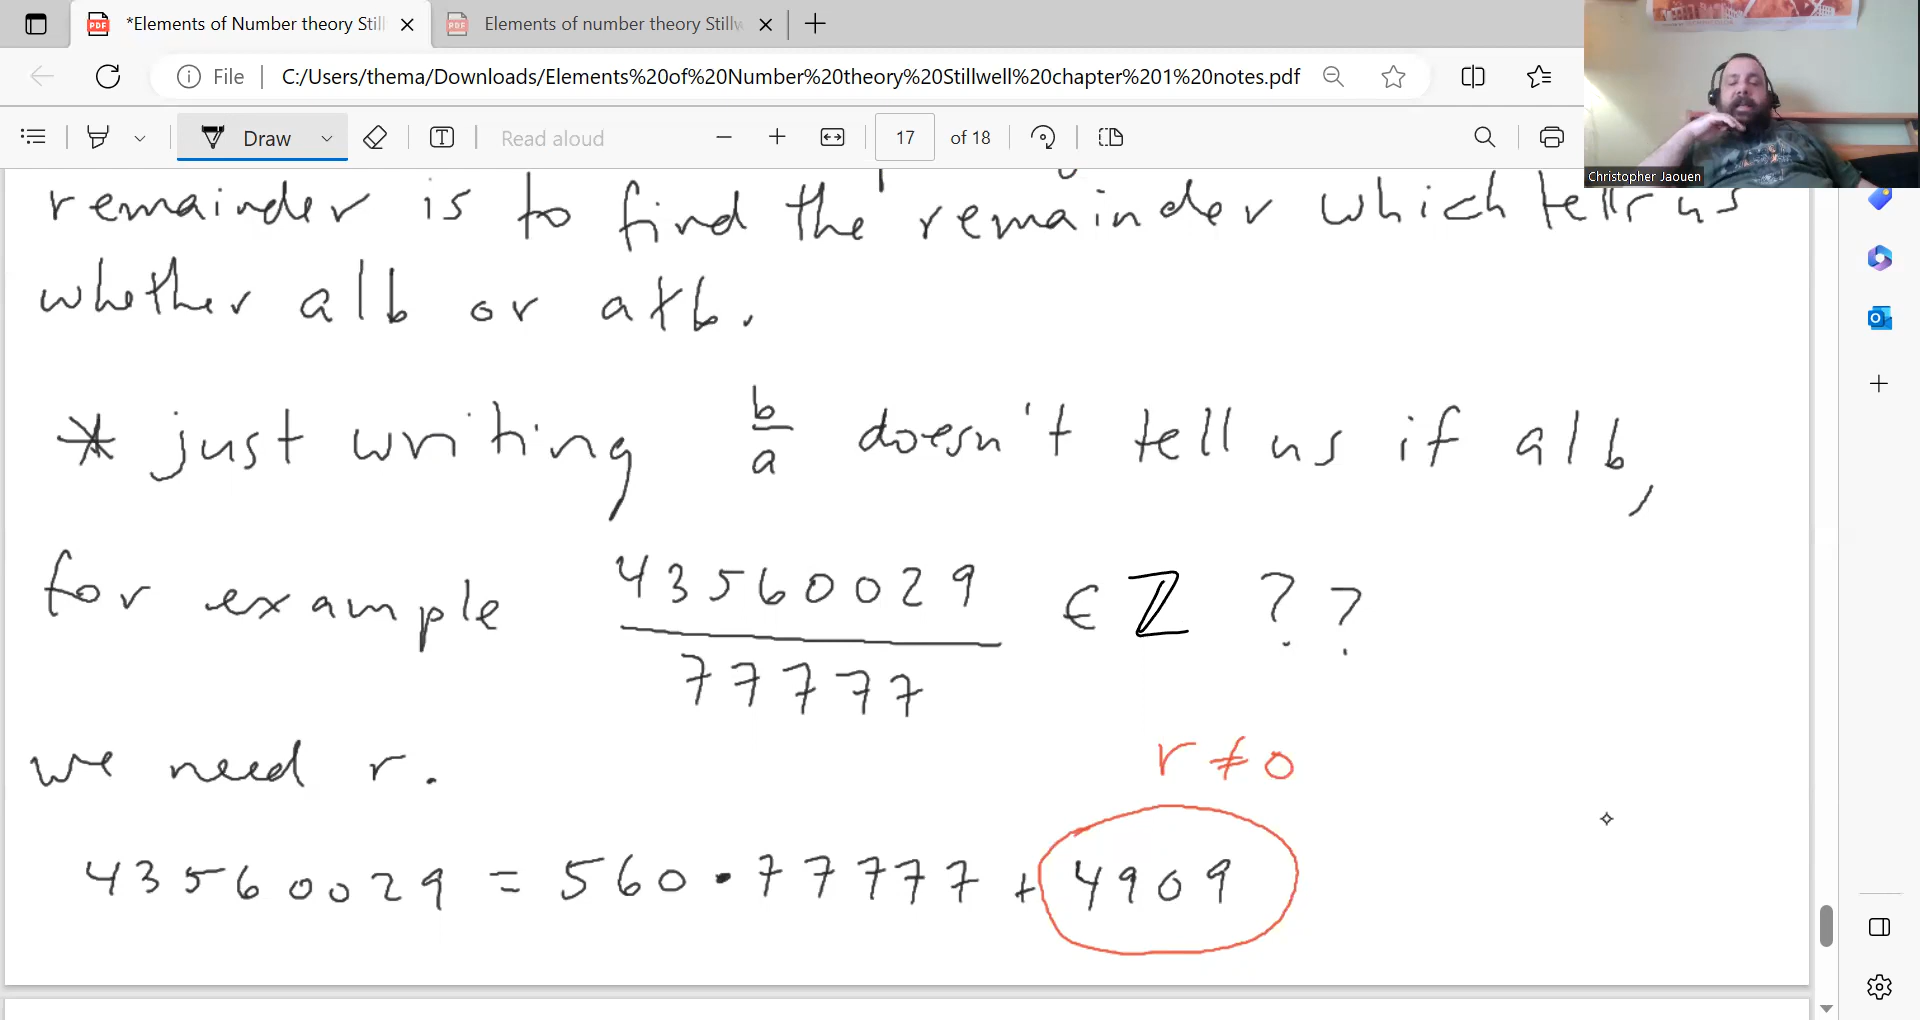 *Elements of Number theory Still
Elements of number theory Stillw
File
C:/Users/thema/Downloads/Elements%20of%20Number%20theory%20Stillwell%20chapter%201%20notes.pdf
Draw
Read aloud
17 of 18
Christopher Jaouen
remainder is to find the remainder which tells us
whether a|b or a∤b.
* just writing b/a doesn't tell us if a|b,
for example 43560029/77777 ∈ ℤ ??
we need r.
r ≠ 0
43560029 = 560·77777 + 4909